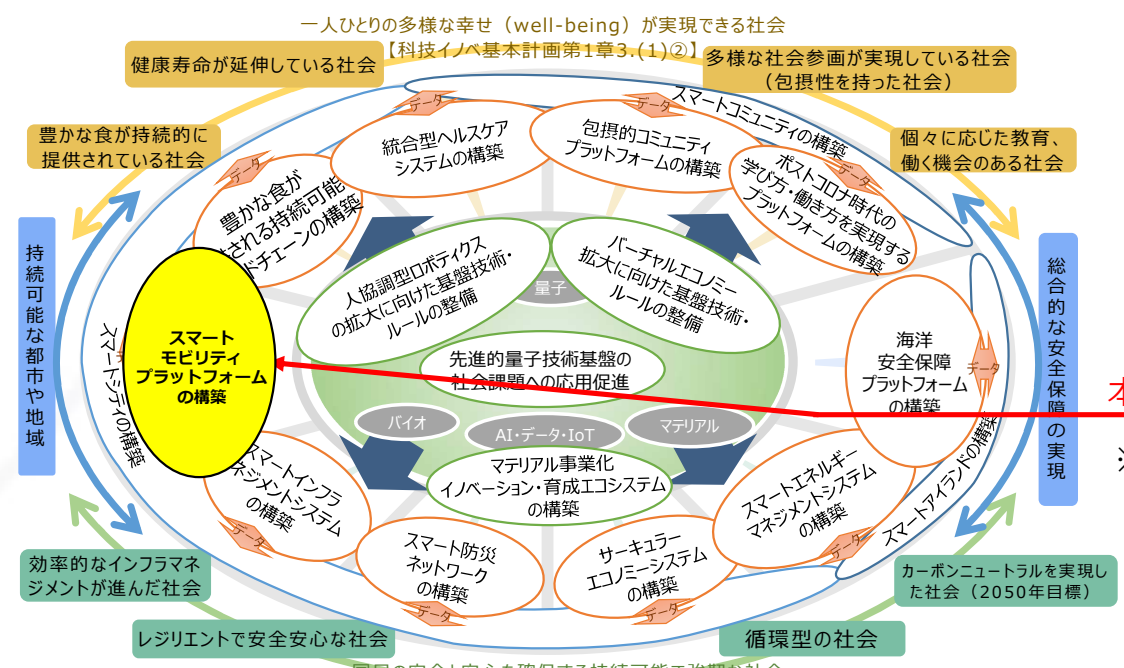 一人ひとりの多様な幸せ（well-being）が実現できる社会
【科技イノベ基本計画第1章3.(1)②】
健康寿命が延伸している社会
多様な社会参画が実現している社会
（包摂性を持った社会）
豊かな食が持続的に
提供されている社会
個々に応じた教育、
働く機会のある社会
データ
データ
スマートコミュニティの構築
統合型ヘルスケア
システムの構築
包摂的コミュニティ
プラットフォームの構築
データ
データ
豊かな食が
される持続可能
ドチェーンの構築
ポストコロナ時代の
学び方・働き方を実現する
プラットフォームの構築
持続可能な都市や地域
総合的な安全保障の実現
人協調型ロボティクス
の拡大に向けた基盤技術・
ルールの整備
バーチャルエコノミー
拡大に向けた基盤技術・
ルールの整備
量子
スマートシティの構築
スマート
モビリティ
プラットフォーム
の構築
先進的量子技術基盤の
社会課題への応用促進
海洋
安全保障
プラットフォーム
の構築
データ
本
バイオ
AI・データ・IoT
マテリアル
マテリアル事業化
イノベーション・育成エコシステム
の構築
スマートインフラ
ネジメントシステム
の構築
データ
スマートエネルギー
マネジメントシステム
の構築
データ
スマートアイランドの構築
スマート防災
ネットワーク
の構築
データ
サーキュラー
エコノミーシステム
の構築
データ
効率的なインフラマネ
ジメントが進んだ社会
カーボンニュートラルを実現し
た社会（2050年目標）
レジリエントで安全安心な社会
循環型の社会